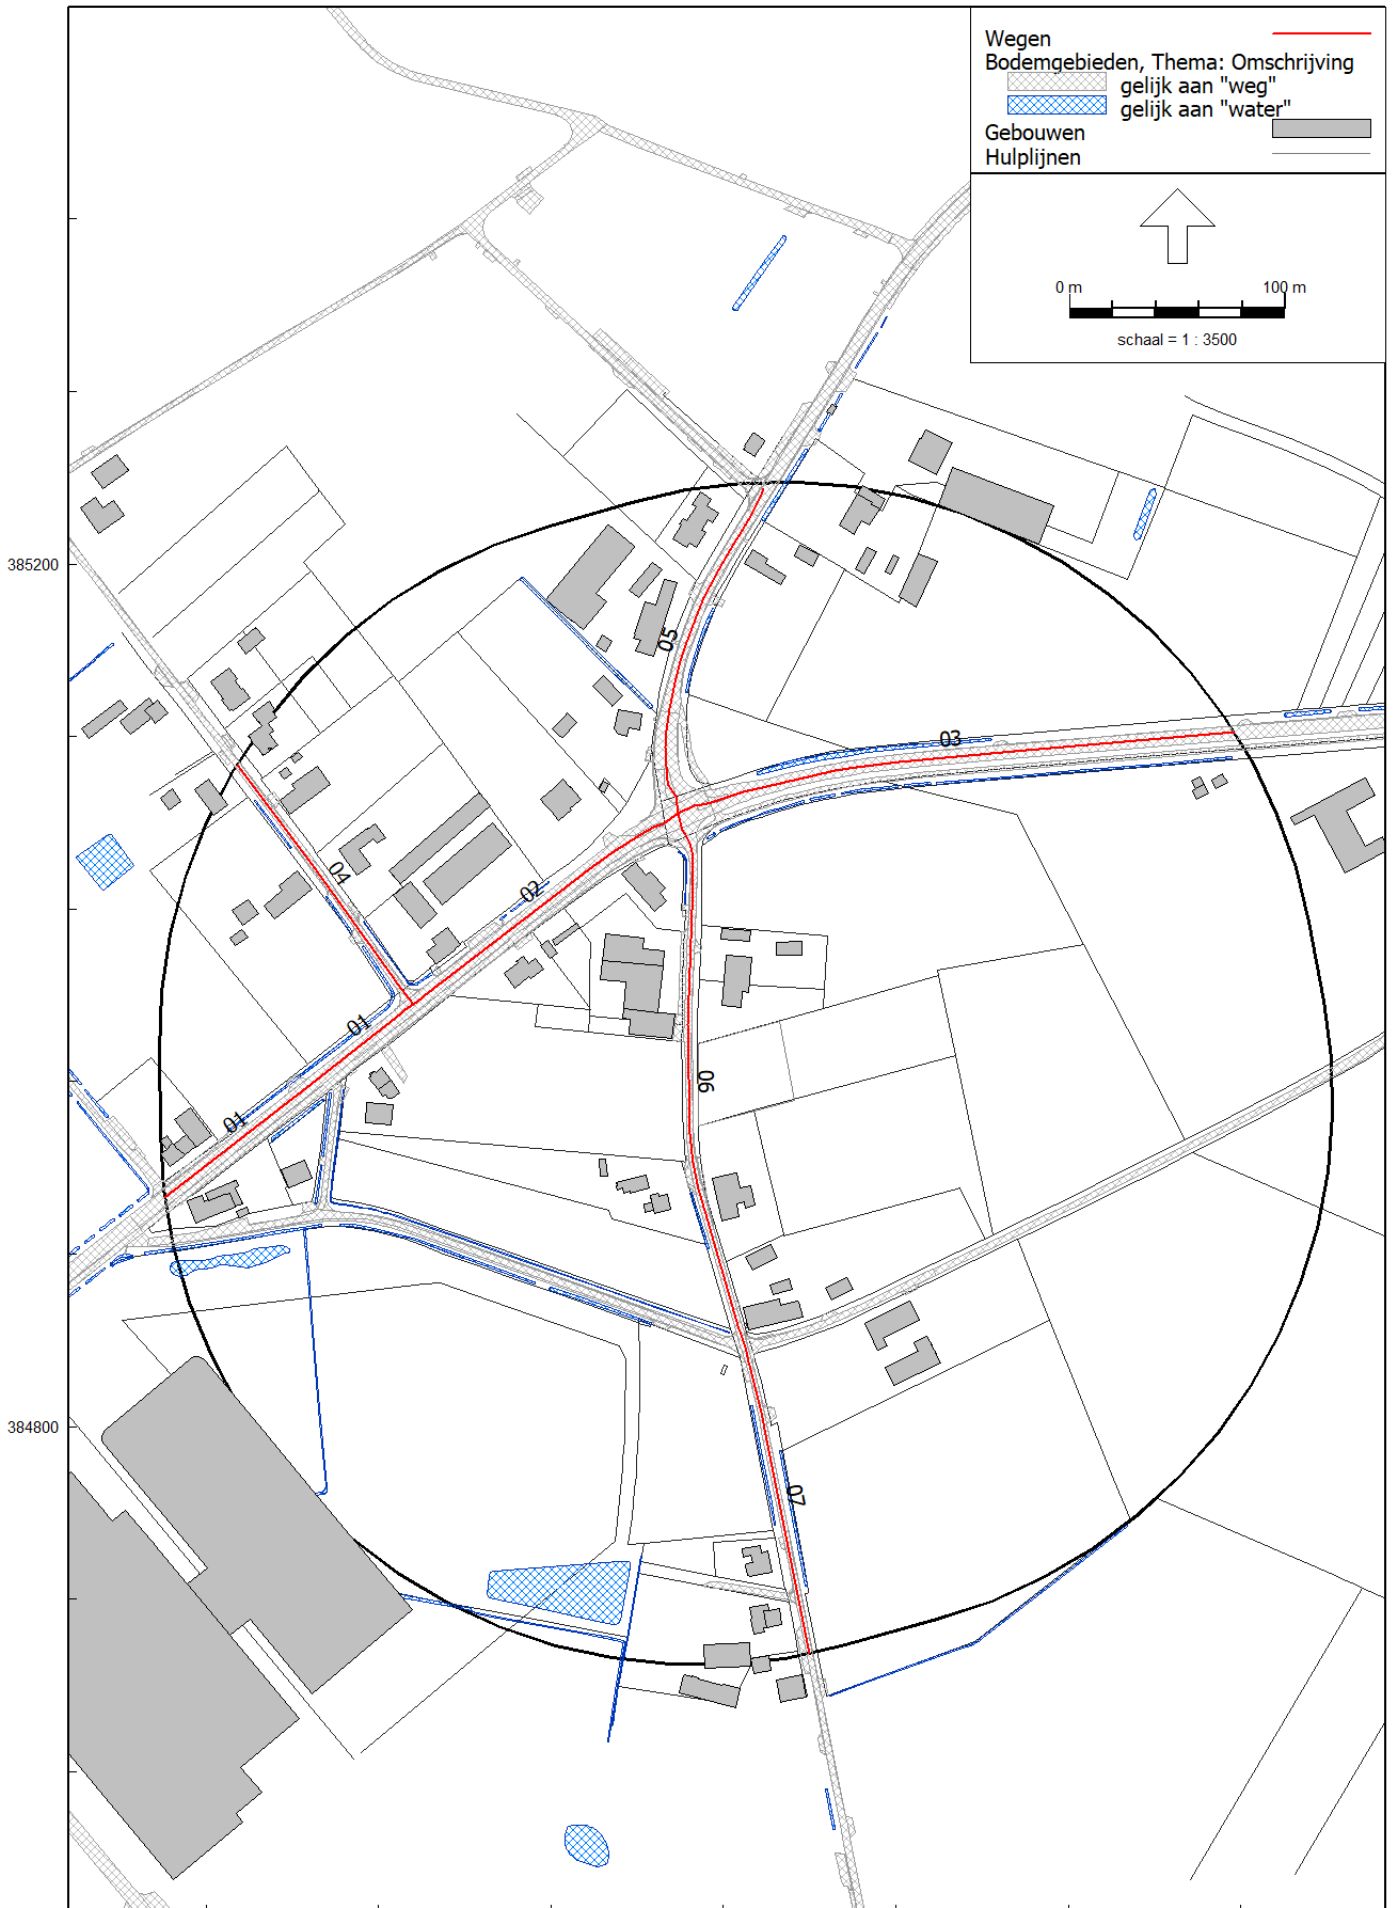 Wegen
Bodemgebieden, Thema: Omschrijving
gelijk aan "weg"
gelijk aan "water"
Gebouwen
Hulplijnen
0 m 100 m
schaal = 1 : 3500
385200
05
03
04
02
01
06
01
384800
07